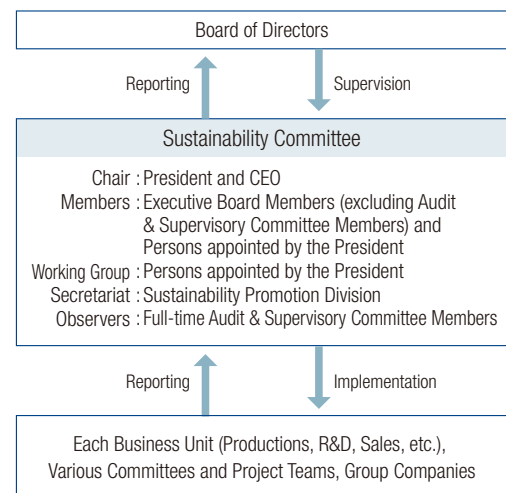 Board of Directors
Reporting
Supervision
Sustainability Committee
Chair : President and CEO
Members : Executive Board Members (excluding Audit
& Supervisory Committee Members) and
Persons appointed by the President
Working Group : Persons appointed by the President
Secretariat : Sustainability Promotion Division
Observers : Full-time Audit & Supervisory Committee Members
Reporting
Implementation
Each Business Unit (Productions, R&D, Sales, etc.),
Various Committees and Project Teams, Group Companies